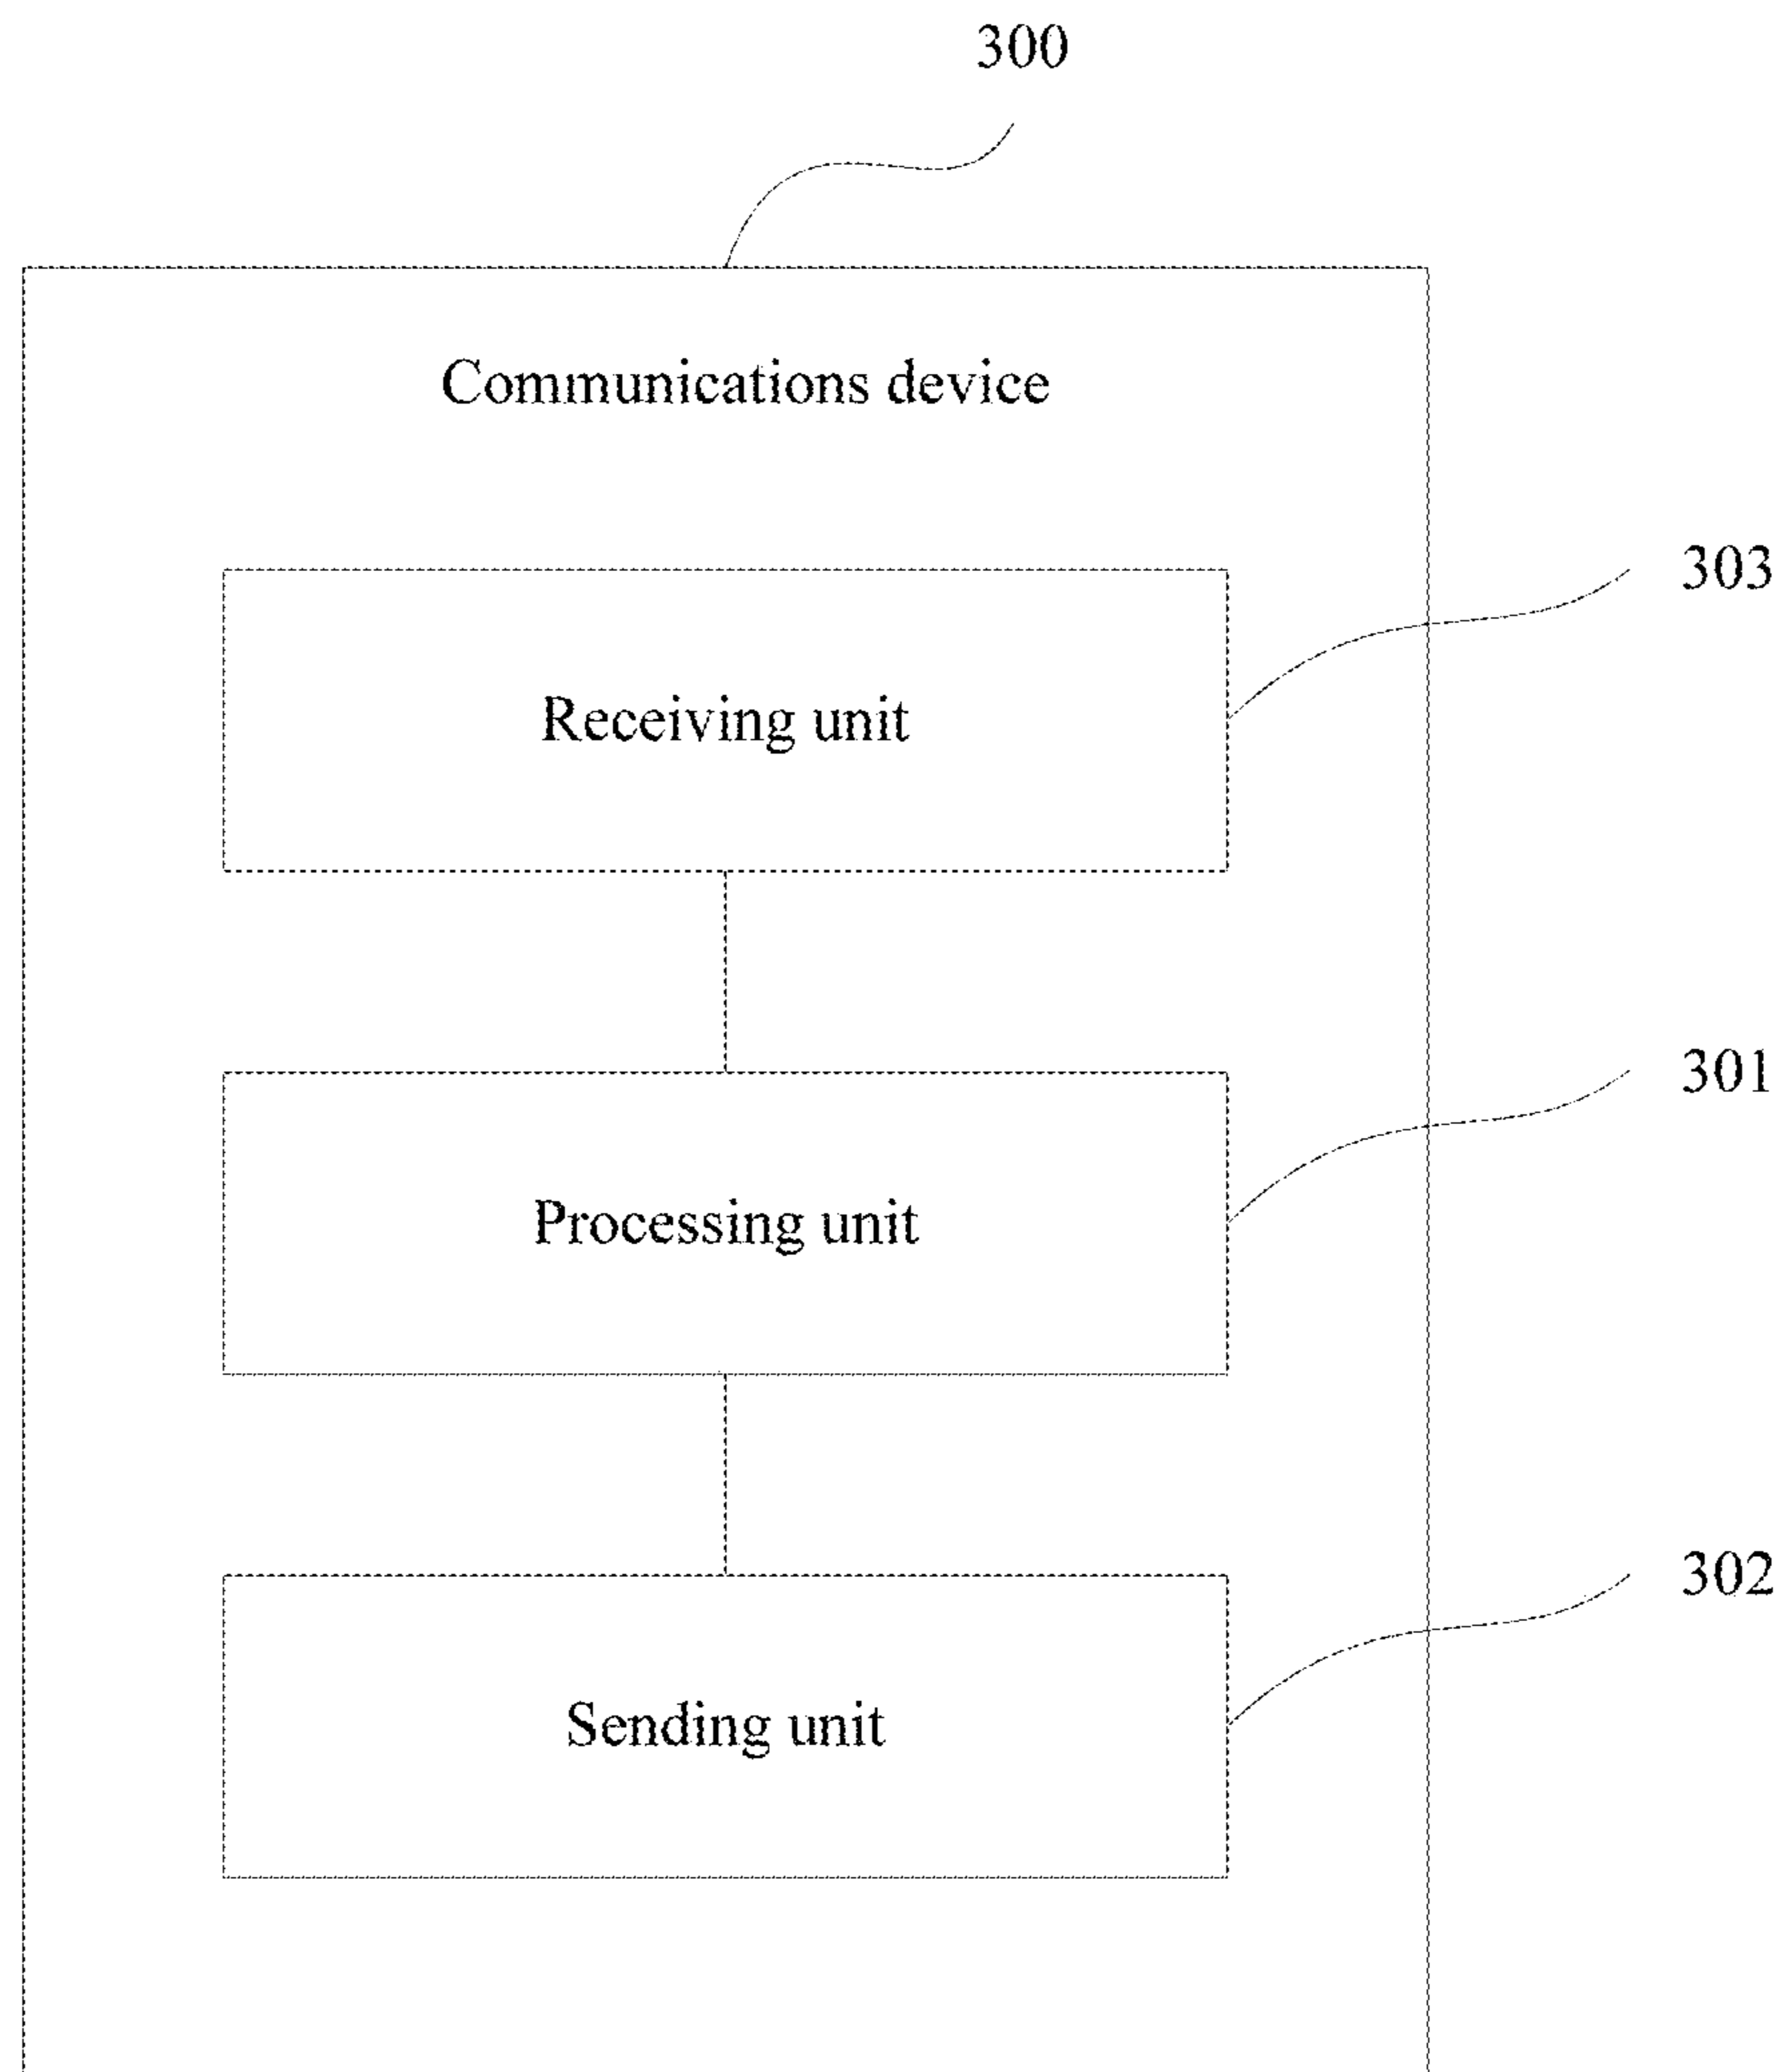 300
Communications device
303
Receiving unit
301
Processing unit
302
Sending unit